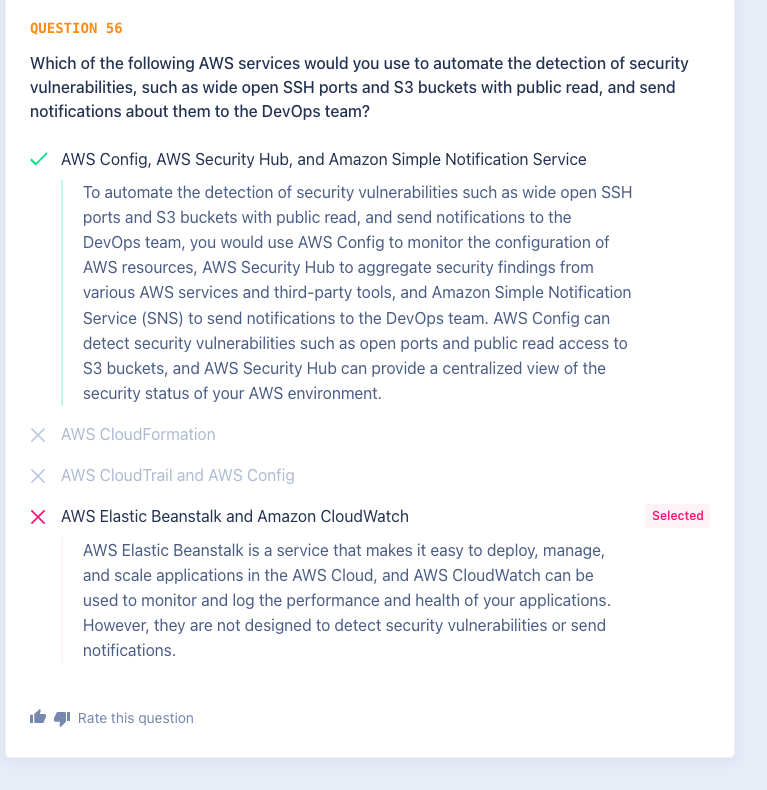 QUESTION 56
Which of the following AWS services would you use to automate the detection of security
vulnerabilities, such as wide open SSH ports and S3 buckets with public read, and send
notifications about them to the DevOps team?
AWS Config, AWS Security Hub, and Amazon Simple Notification Service
To automate the detection of security vulnerabilities such as wide open SSH
ports and S3 buckets with public read, and send notifications to the
DevOps team, you would use AWS Config to monitor the configuration of
AWS resources, AWS Security Hub to aggregate security findings from
various AWS services and third-party tools, and Amazon Simple Notification
Service (SNS) to send notifications to the DevOps team. AWS Config can
detect security vulnerabilities such as open ports and public read access to
S3 buckets, and AWS Security Hub can provide a centralized view of the
security status of your AWS environment.
AWS CloudFormation
AWS CloudTrail and AWS Config
AWS Elastic Beanstalk and Amazon CloudWatch
Selected
AWS Elastic Beanstalk is a service that makes it easy to deploy, manage,
and scale applications in the AWS Cloud, and AWS CloudWatch can be
used to monitor and log the performance and health of your applications.
However, they are not designed to detect security vulnerabilities or send
notifications.
Rate this question